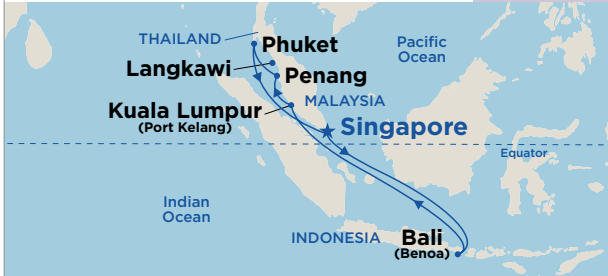 THAILAND
Phuket
Pacific
Ocean
Langkawi
Penang
MALAYSIA
Kuala Lumpur
(Port Kelang)
Singapore
Equator
Indian
Ocean
INDONESIA
Bali
(Benoa)